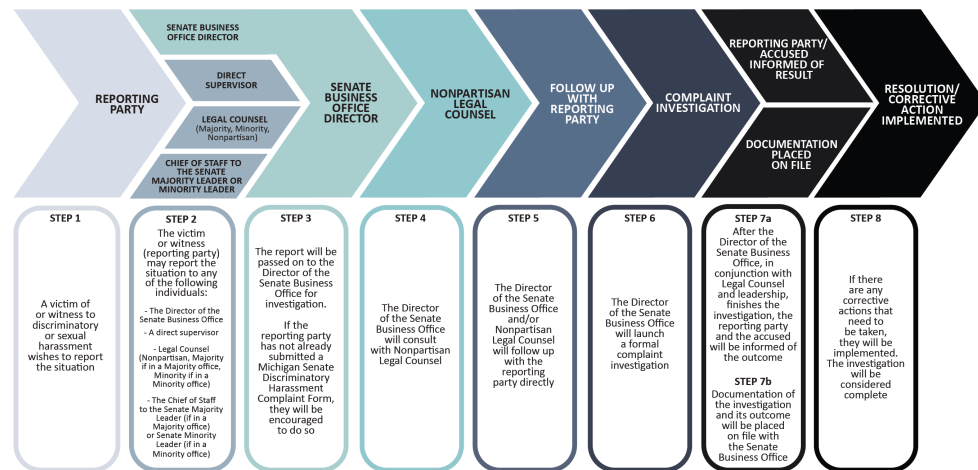 REPORTING
PARTY
SENATE BUSINESS
OFFICE DIRECTOR
DIRECT
SUPERVISOR
LEGAL COUNSEL
(Majority, Minority,
Nonpartisan)
CHIEF OF STAFF TO
THE SENATE
MAJORITY LEADER OR
MINORITY LEADER
SENATE
BUSINESS
OFFICE
DIRECTOR
NONPARTISAN
LEGAL
COUNSEL
FOLLOW UP
WITH
REPORTING
PARTY
COMPLAINT
INVESTIGATION
REPORTING PARTY/
ACCUSED
INFORMED OF
RESULT
DOCUMENTATION
PLACED
ON FILE
RESOLUTION/
CORRECTIVE
ACTION
IMPLEMENTED
STEP 1
A victim of
or witness to
discriminatory
or sexual
harassment
wishes to report
the situation
STEP 2
The victim
or witness
(reporting party)
may report the
situation to any
of the following
individuals:
- The Director of the
Senate Business Office
- A direct supervisor
- Legal Counsel
(Nonpartisan, Majority
if in a Majority office,
Minority if in a
Minority office)
- The Chief of Staff
to the Senate Majority
Leader (if in a
Majority office)
or Senate Minority
Leader (if in a
Minority office)
STEP 3
The report will be
passed on to the
Director of the
Senate Business
Office for
investigation.
If the
reporting party
has not already
submitted a
Michigan Senate
Discriminatory
Harassment
Complaint Form,
they will be
encouraged
to do so
STEP 4
The Director
of the Senate
Business Office
will consult
with Nonpartisan
Legal Counsel
STEP 5
The Director
of the Senate
Business Office
and/or
Nonpartisan
Legal Counsel
will follow up
with the
reporting
party directly
STEP 6
The Director
of the Senate
Business Office
will launch
a formal
complaint
investigation
STEP 7a
After the
Director of the
Senate Business
Office, in
conjunction with
Legal Counsel
and leadership,
finishes the
investigation, the
reporting party
and the accused
will be informed of
the outcome
STEP 7b
Documentation of
the investigation
and its outcome
will be placed
on file with
the Senate
Business Office
STEP 8
If there
are any
corrective
actions that
need to
be taken,
they will be
implemented.
The investigation
will be
considered
complete